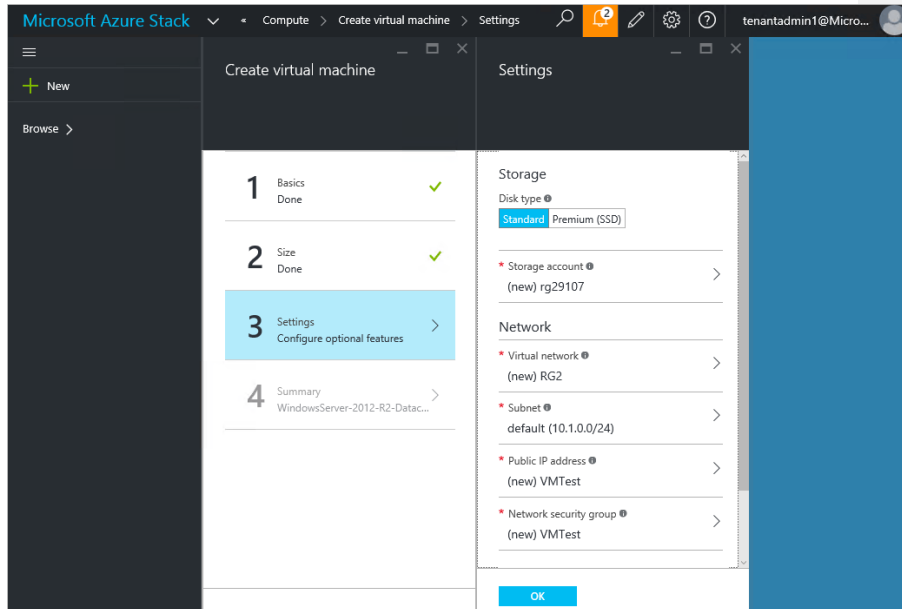 Microsoft Azure Stack « Compute > Create virtual machine > Settings 2 ? tenantadmin1@Micro...
New
Browse >
Create virtual machine
1 Basics
Done
2 Size
Done
3 Settings
Configure optional features
4 Summary
WindowsServer-2012-R2-Datac...
Settings
Storage
Disk type
Standard Premium (SSD)
* Storage account
(new) rg29107
Network
* Virtual network
(new) RG2
* Subnet
default (10.1.0.0/24)
* Public IP address
(new) VMTest
* Network security group
(new) VMTest
OK